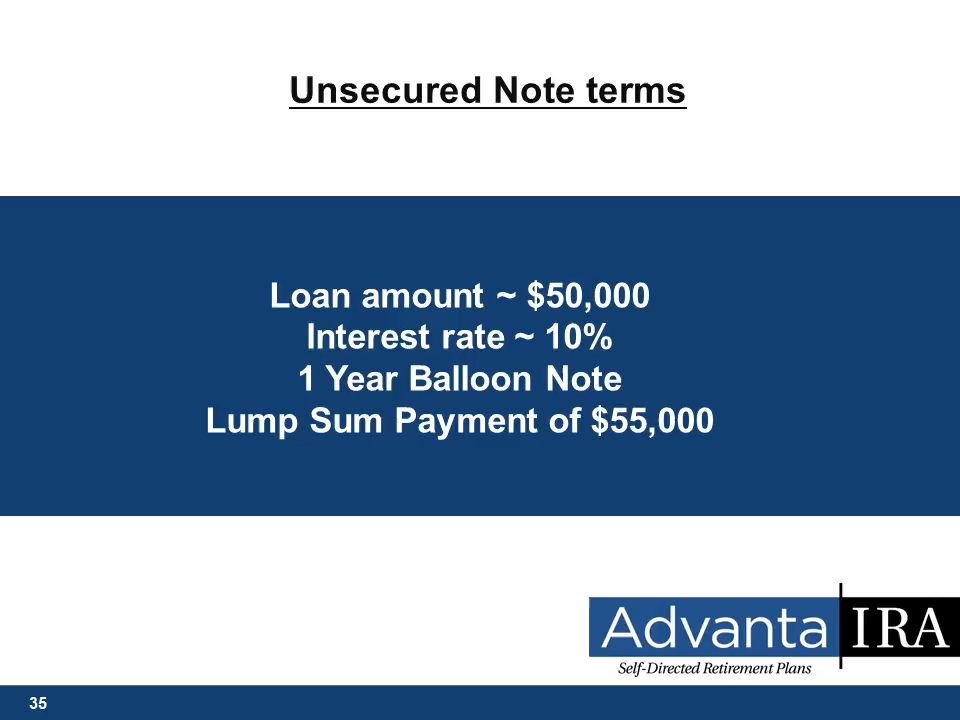 Unsecured Note terms
Loan amount ~ $50,000
Interest rate ~ 10%
1 Year Balloon Note
Lump Sum Payment of $55,000
Advanta IRA
Self-Directed Retirement Plans
35